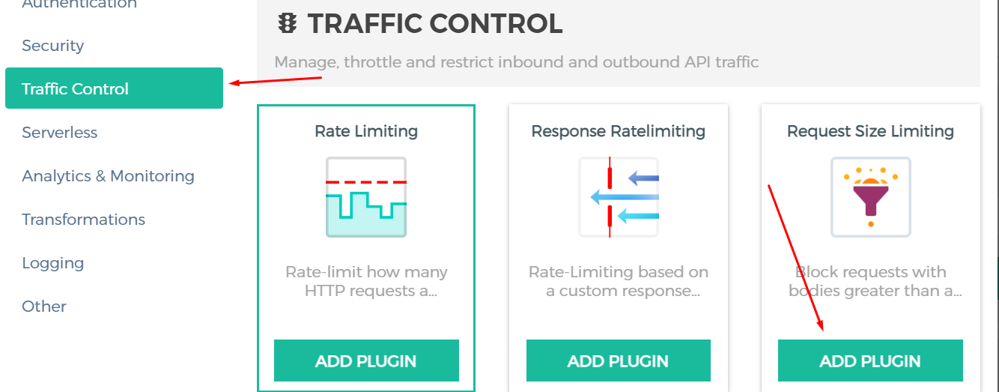 Authentication
Security
Traffic Control
Serverless
Analytics & Monitoring
Transformations
Logging
Other
TRAFFIC CONTROL
Manage, throttle and restrict inbound and outbound API traffic
Rate Limiting
Rate-limit how many
HTTP requests a...
ADD PLUGIN
Response Ratelimiting
Rate-Limiting based on
a custom response...
ADD PLUGIN
Request Size Limiting
Block requests with
bodies greater than a...
ADD PLUGIN